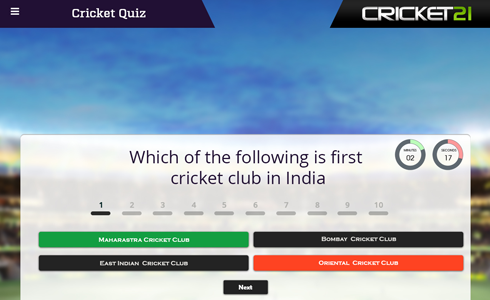 Cricket Quiz
CRICKET21
MINUTES
02
SECONDS
17
Which of the following is first
cricket club in India
1 2 3 4 5 6 7 8 9 10
Maharastra Cricket Club
Bombay Cricket Club
East Indian Cricket Club
Oriental Cricket Club
Next